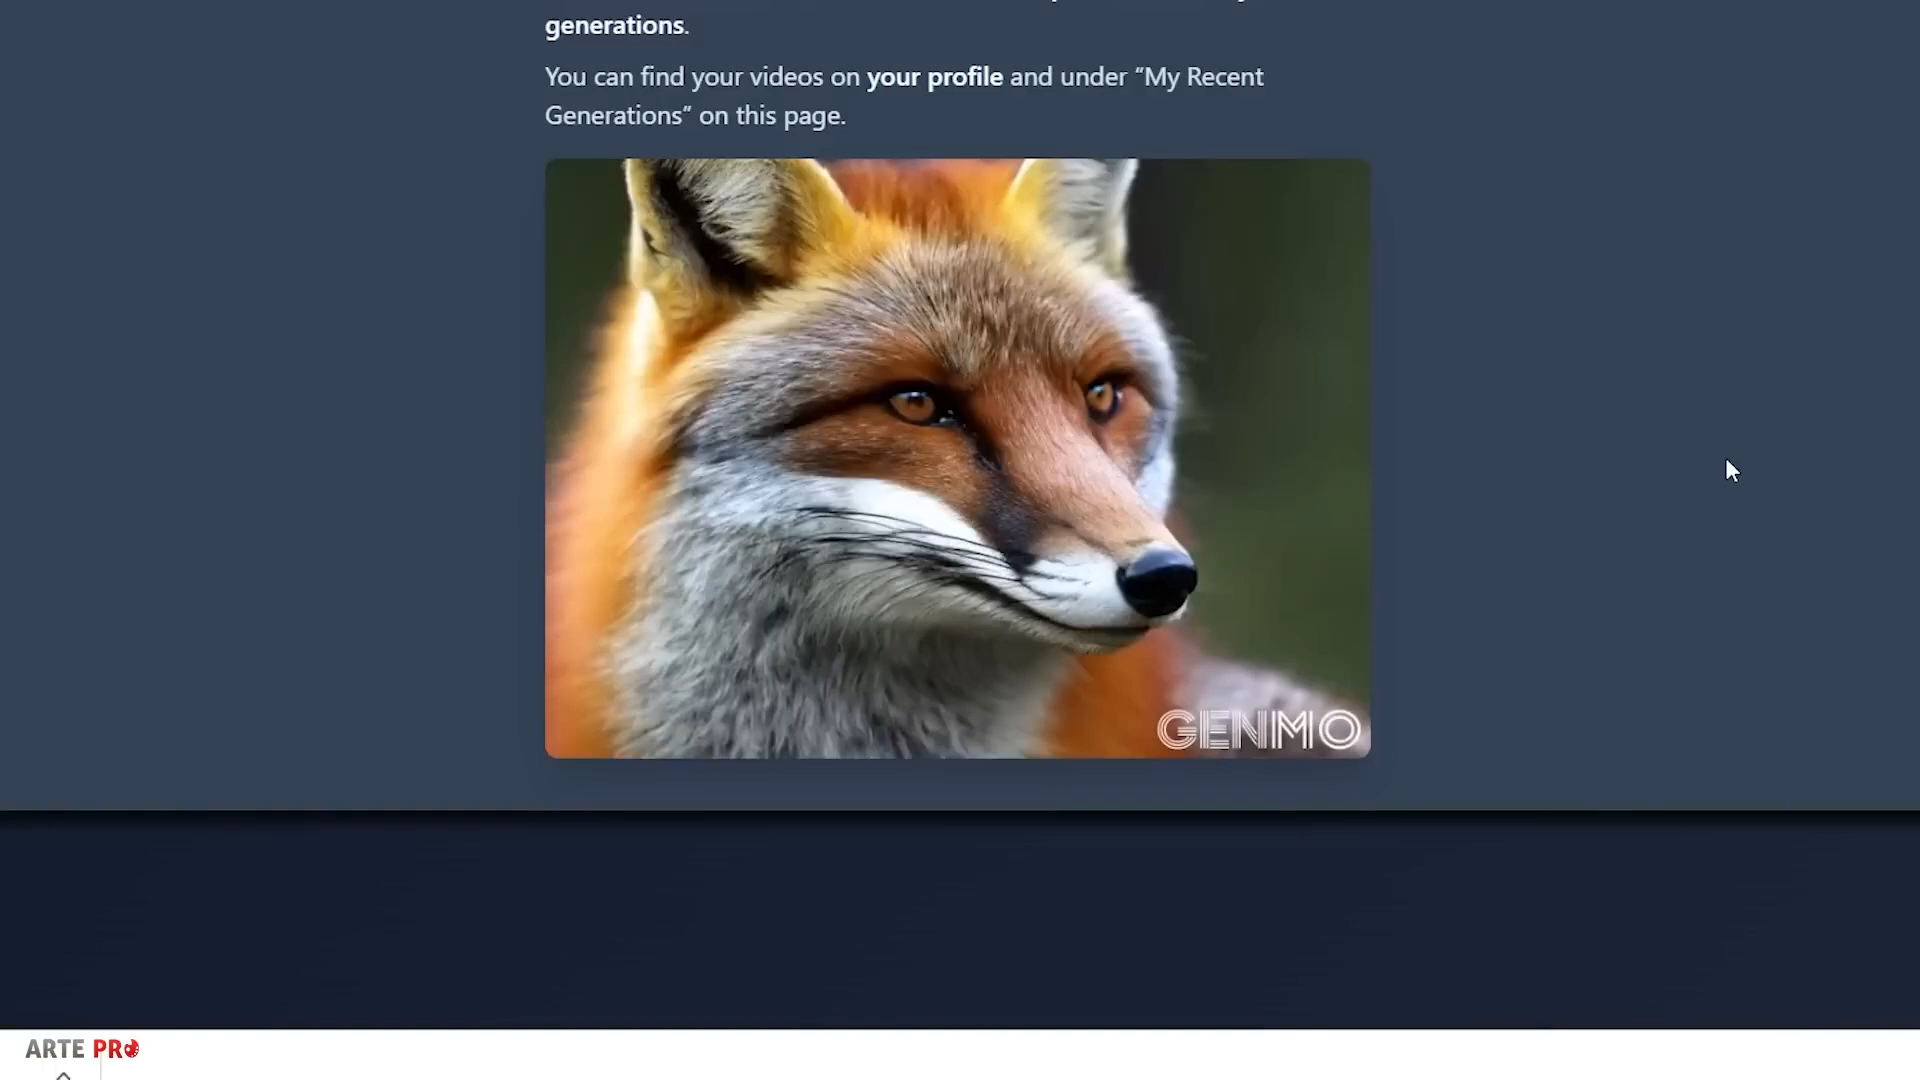 generations.
You can find your videos on your profile and under “My Recent
Generations” on this page.
GENMO
ARTE PRO